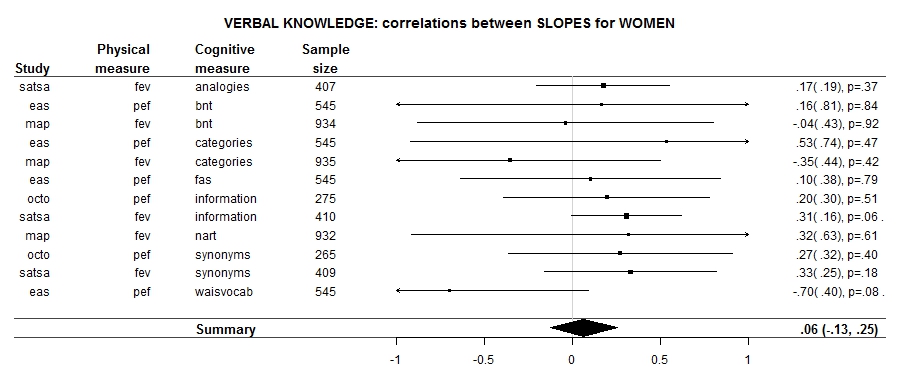 VERBAL KNOWLEDGE: correlations between SLOPES for WOMEN
Physical Cognitive Sample
Study measure measure size
satsa fev analogies 407 .17( .19), p=.37
eas pef bnt 545 .16( .81), p=.84
map fev bnt 934 -.04( .43), p=.92
eas pef categories 545 .53( .74), p=.47
map fev categories 935 -.35( .44), p=.42
eas pef fas 545 .10( .38), p=.79
octo pef information 275 .20( .30), p=.51
satsa fev information 410 .31( .16), p=.06 .
map fev nart 932 .32( .63), p=.61
octo pef synonyms 265 .27( .32), p=.40
satsa fev synonyms 409 .33( .25), p=.18
eas pef waisvocab 545 -.70( .40), p=.08 .
Summary .06 (-.13, .25)
-1 -0.5 0 0.5 1